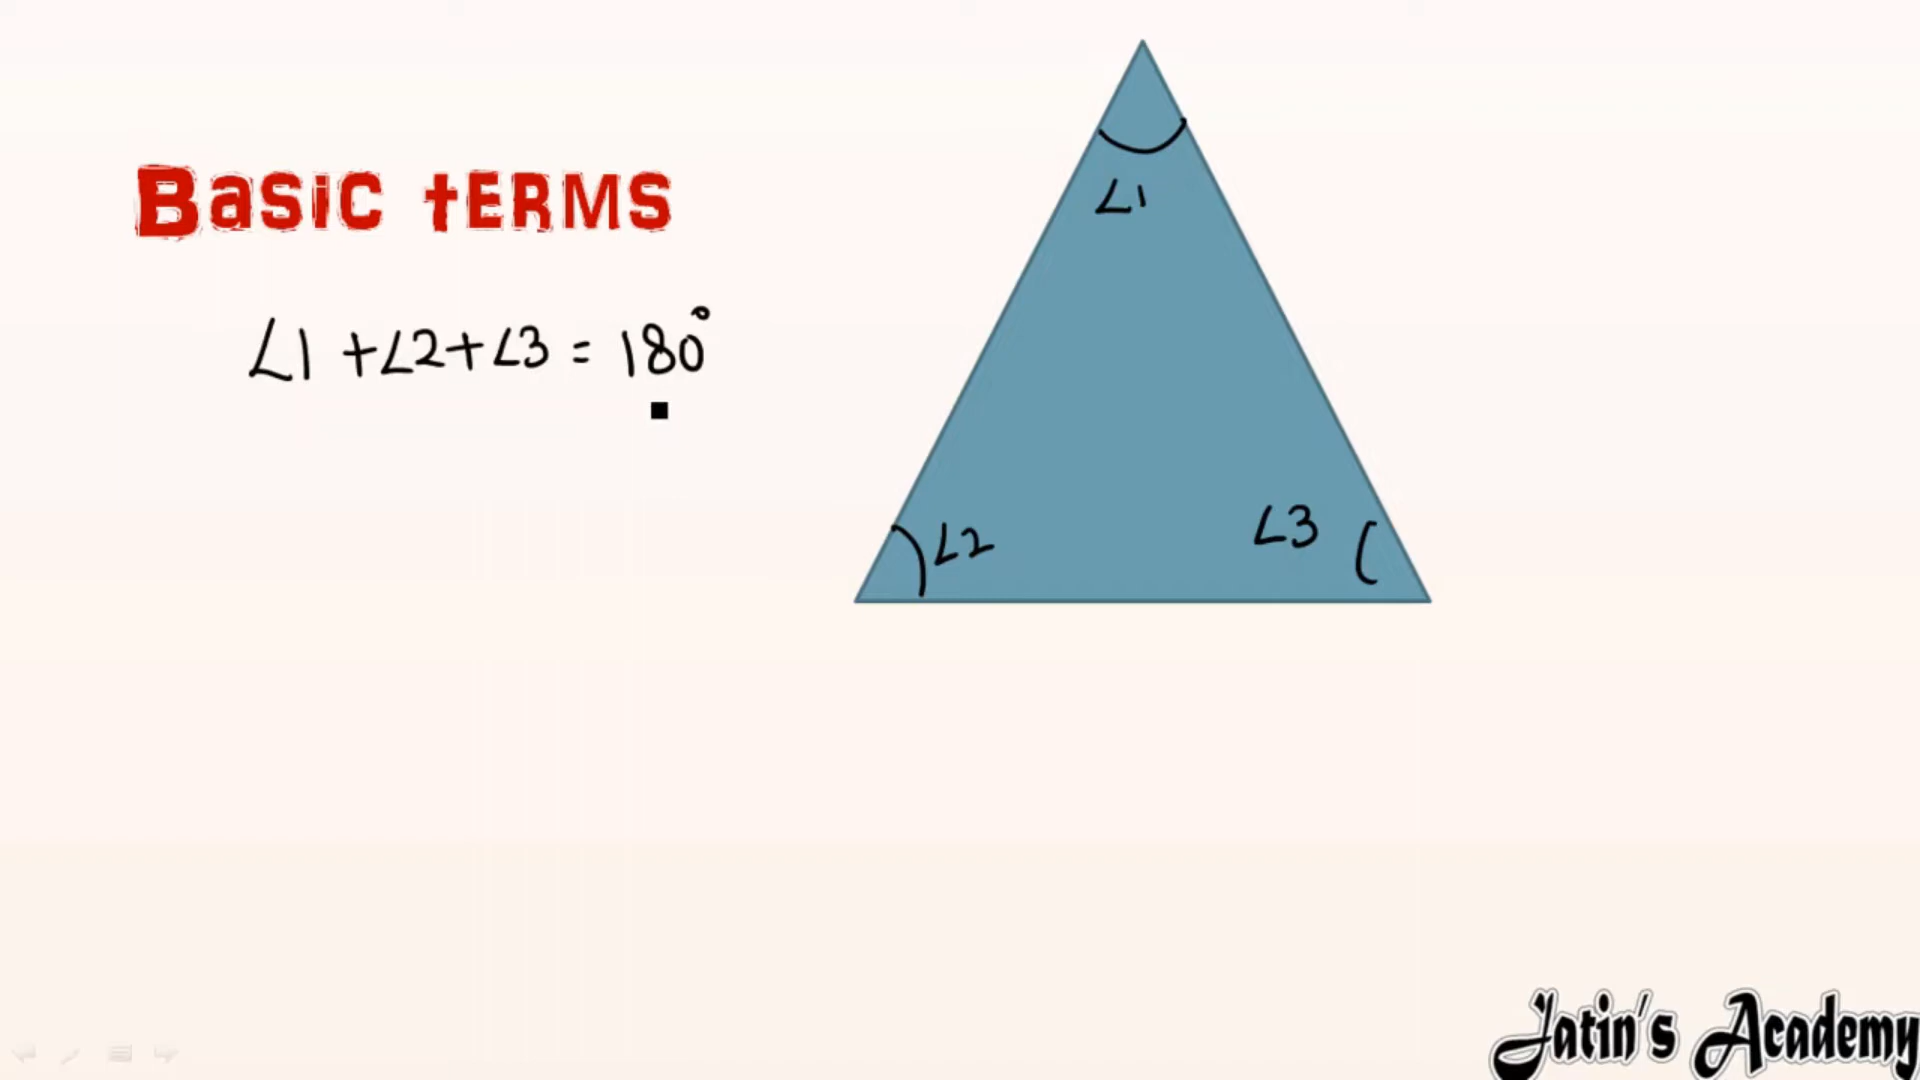 Basic terms
∠1 +∠2+∠3 = 180°
∠1
∠2
∠3
Jatin's Academy